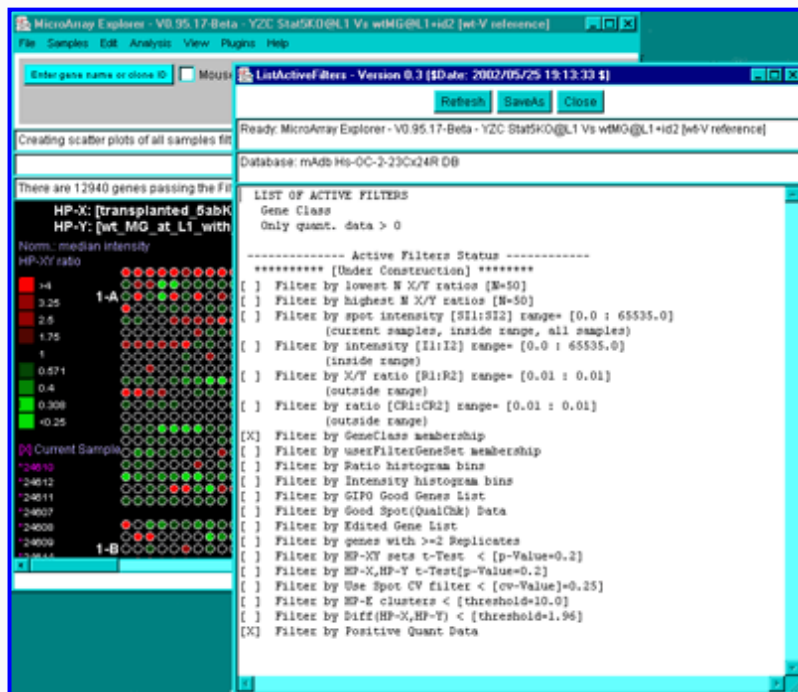 MicroArray Explorer - V0.95.17-Beta - YZC Stat5KO@L1 Vs wtMG@L1+id2 [wt-V reference]
File Samples Edit Analysis View Plugins Help
Enter gene name or clone ID Mous
Creating scatter plots of all samples filt
There are 12940 genes passing the Fil
HP-X: [transplanted_5abK
HP-Y: [wt_MG_at_L1_with
Norm.: median intensity
HP-XY ratio
>4
3.25
2.5
1.75
1
0.571
0.4
0.308
<0.25
1-A
[X] Current Sample
*24610
*24612
*24611
*24607
*24608
*24609
1-B
ListActiveFilters - Version 0.3 [$Date: 2002/05/25 19:13:33 $]
Refresh SaveAs Close
Ready: MicroArray Explorer - V0.95.17-Beta - YZC Stat5KO@L1 Vs wtMG@L1+id2 [wt-V reference]
Database: mAdb Hs-OC-2-23Cx24R DB
LIST OF ACTIVE FILTERS
Gene Class
Only quant. data > 0
-------------- Active Filters Status ------------
********** [Under Construction] ********
[ ] Filter by lowest N X/Y ratios [N=50]
[ ] Filter by highest N X/Y ratios [N=50]
[ ] Filter by spot intensity [SI1:SI2] range= [0.0 : 65535.0]
(current samples, inside range, all samples)
[ ] Filter by intensity [I1:I2] range= [0.0 : 65535.0]
(inside range)
[ ] Filter by X/Y ratio [R1:R2] range= [0.01 : 0.01]
(outside range)
[ ] Filter by ratio [CR1:CR2] range= [0.01 : 0.01]
(outside range)
[X] Filter by GeneClass membership
[ ] Filter by userFilterGeneSet membership
[ ] Filter by Ratio histogram bins
[ ] Filter by Intensity histogram bins
[ ] Filter by GIPO Good Genes List
[ ] Filter by Good Spot(QualChk) Data
[ ] Filter by Edited Gene List
[ ] Filter by genes with >=2 Replicates
[ ] Filter by HP-XY sets t-Test < [p-Value=0.2]
[ ] Filter by HP-X,HP-Y t-Test[p-Value=0.2]
[ ] Filter by Use Spot CV filter < [cv-Value]=0.25]
[ ] Filter by HP-E clusters < [threshold=10.0]
[ ] Filter by Diff(HP-X,HP-Y) < [threshold=1.96]
[X] Filter by Positive Quant Data